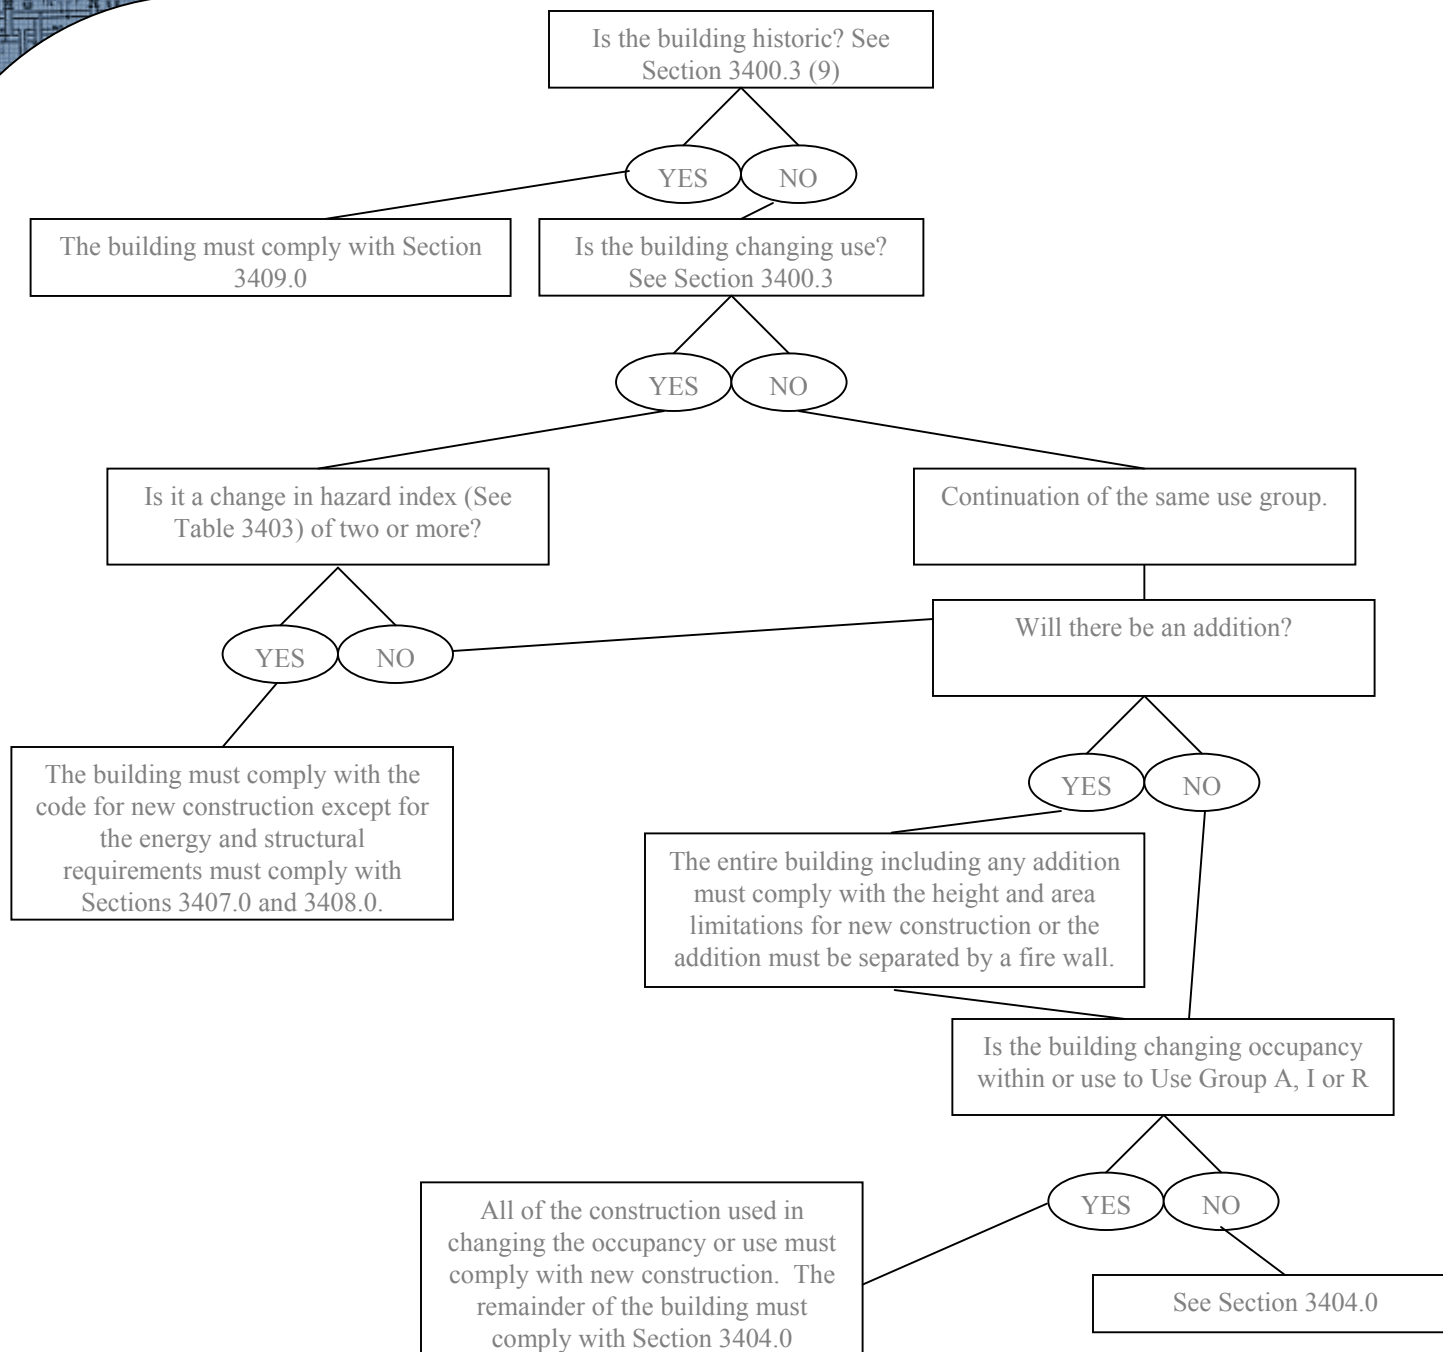 Is the building historic? See
Section 3400.3 (9)
YES
NO
The building must comply with Section
3409.0
Is the building changing use?
See Section 3400.3
YES
NO
Is it a change in hazard index (See
Table 3403) of two or more?
Continuation of the same use group.
YES
NO
Will there be an addition?
The building must comply with the
code for new construction except for
the energy and structural
requirements must comply with
Sections 3407.0 and 3408.0.
YES
NO
The entire building including any addition
must comply with the height and area
limitations for new construction or the
addition must be separated by a fire wall.
Is the building changing occupancy
within or use to Use Group A, I or R
YES
NO
All of the construction used in
changing the occupancy or use must
comply with new construction. The
remainder of the building must
comply with Section 3404.0
See Section 3404.0